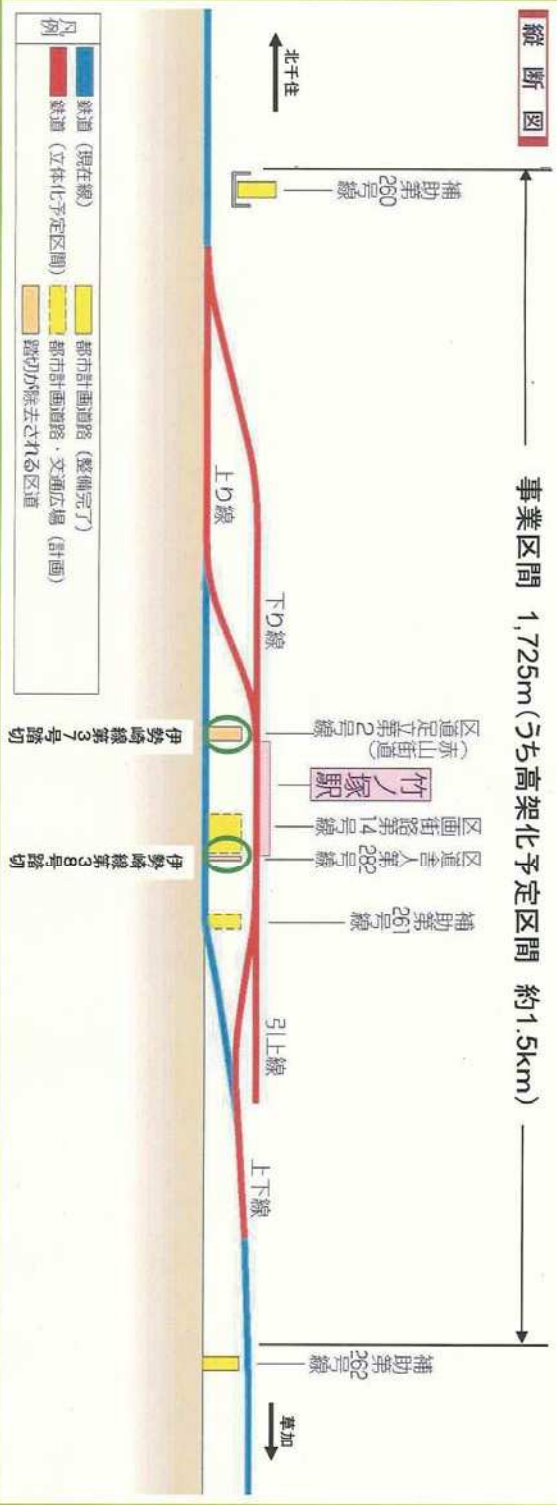 縦断図
事業区間 1,725m(うち高架化予定区間 約1.5km)
北千住
草加
補助第260号線
区道足立第2号線
(赤山街道)
竹ノ塚駅
区画街路第14号線
区道舎人第282号線
補助第261号線
補助第262号線
上り線
下り線
引上線
上下線
伊勢崎線第37号踏切
伊勢崎線第38号踏切
凡例
鉄道(現在線)
鉄道(立体化予定区間)
都市計画道路(整備完了)
都市計画道路・交通広場(計画)
踏切が除去される区道